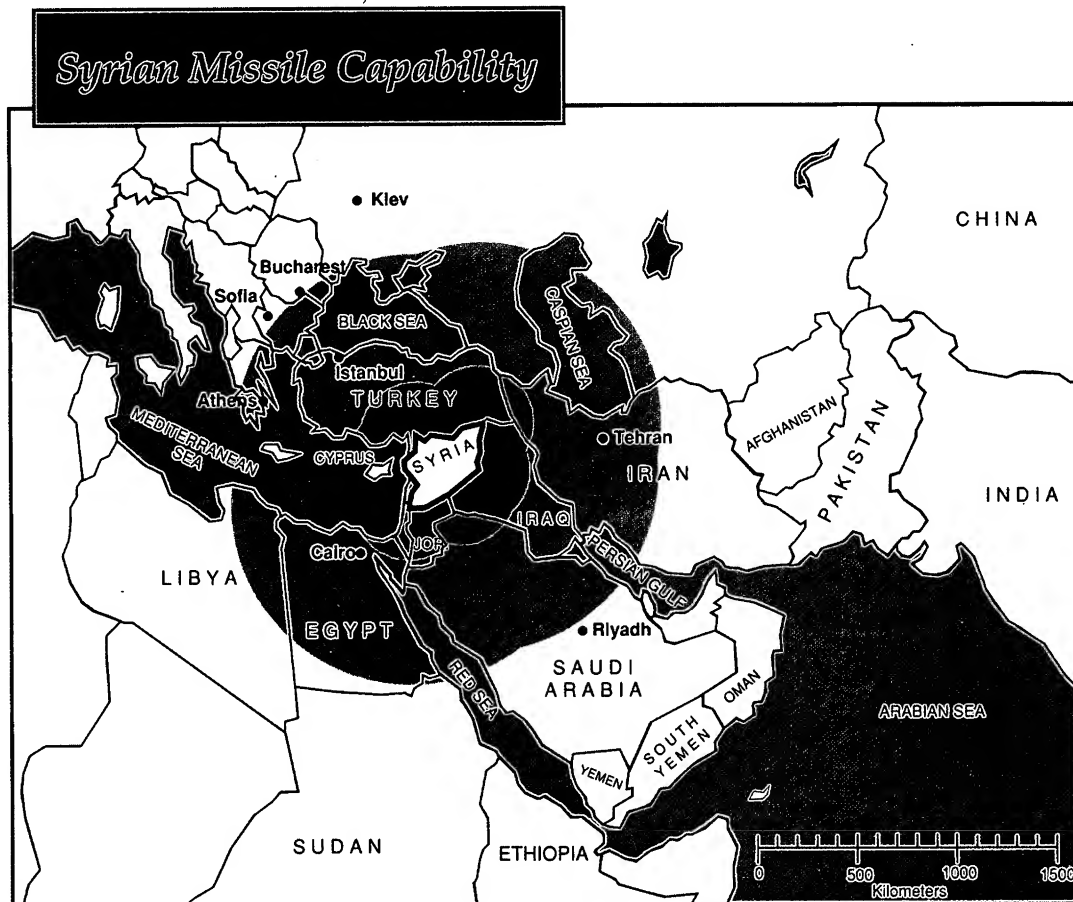 Syrian Missile Capability
Kiev
CHINA
Bucharest
Sofia
BLACK SEA
CASPIAN SEA
Istanbul
Athens
TURKEY
MEDITERRANEAN
SEA
CYPRUS
SYRIA
Tehran
IRAN
AFGHANISTAN
PAKISTAN
INDIA
IRAQ
JOR.
Cairo
LIBYA
PERSIAN GULF
EGYPT
Riyadh
RED SEA
SAUDI
ARABIA
OMAN
ARABIAN SEA
SOUTH
YEMEN
YEMEN
SUDAN
ETHIOPIA
0 500 1000 1500
Kilometers